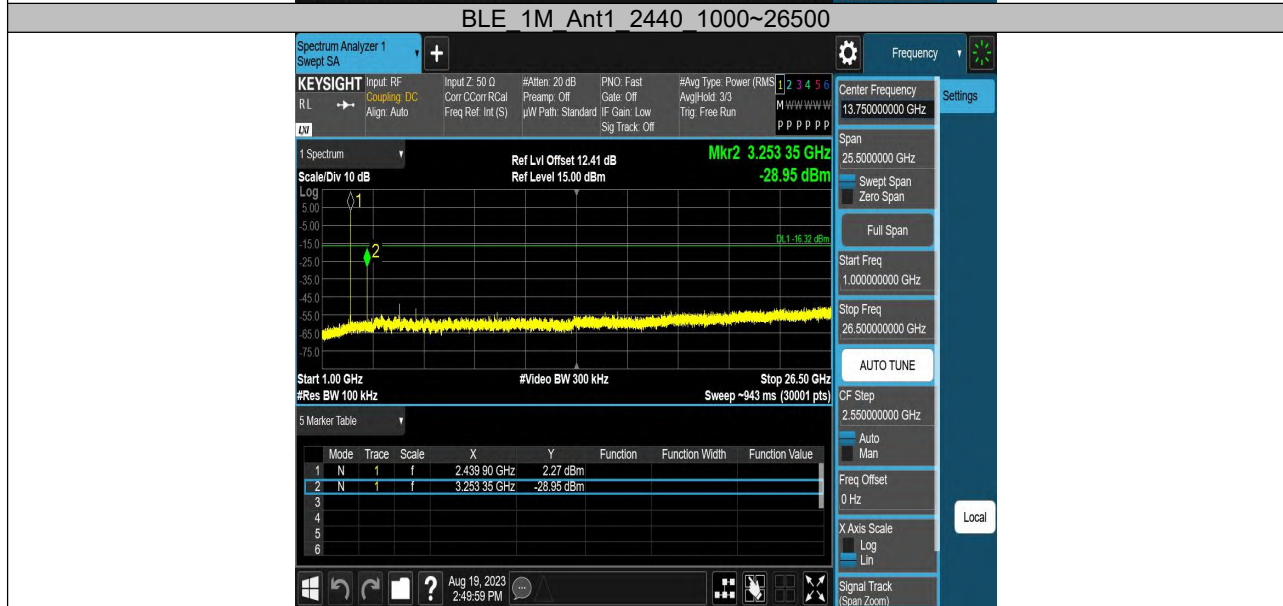 BLE_1M_Ant1_2440_1000~26500
Spectrum Analyzer 1
Swept SA
+
Frequency
KEYSIGHT
RL
LXI
Input: RF
Coupling: DC
Align: Auto
Input Z: 50 Ω
Corr CCorr RCal
Freq Ref: Int (S)
#Atten: 20 dB
Preamp: Off
µW Path: Standard
PNO: Fast
Gate: Off
IF Gain: Low
Sig Track: Off
#Avg Type: Power (RMS
Avg|Hold: 3/3
Trig: Free Run
1 2 3 4 5 6
M W W W W W
P P P P P P
1 Spectrum
Scale/Div 10 dB
Ref Lvl Offset 12.41 dB
Ref Level 15.00 dBm
Mkr2 3.253 35 GHz
-28.95 dBm
Log
5.00
-5.00
-15.0
-25.0
-35.0
-45.0
-55.0
-65.0
-75.0
1
2
DL1 -16.32 dBm
Start 1.00 GHz
#Res BW 100 kHz
#Video BW 300 kHz
Stop 26.50 GHz
Sweep ~943 ms (30001 pts)
5 Marker Table
Mode Trace Scale X Y Function Function Width Function Value
1 N 1 f 2.439 90 GHz 2.27 dBm
2 N 1 f 3.253 35 GHz -28.95 dBm
3
4
5
6
?
Aug 19, 2023
2:49:59 PM
Center Frequency
13.750000000 GHz
Settings
Span
25.5000000 GHz
Swept Span
Zero Span
Full Span
Start Freq
1.000000000 GHz
Stop Freq
26.500000000 GHz
AUTO TUNE
CF Step
2.550000000 GHz
Auto
Man
Freq Offset
0 Hz
Local
X Axis Scale
Log
Lin
Signal Track
(Span Zoom)